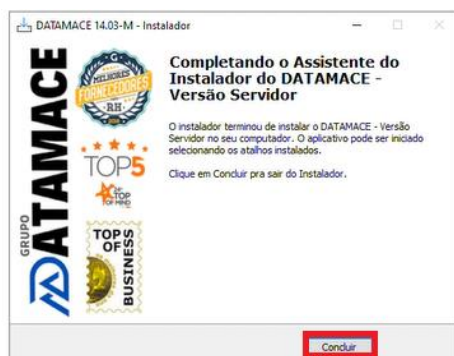 DATAMACE 14.03-M - Instalador
GRUPO
DATAMACE
MELHORES
FORNECEDORES
RH
TOP5
TOP
OF MIND
TOP
OF
BUSINESS
Completando o Assistente do
Instalador do DATAMACE -
Versão Servidor
O instalador terminou de instalar o DATAMACE - Versão
Servidor no seu computador. O aplicativo pode ser iniciado
selecionando os atalhos instalados.
Clique em Concluir pra sair do Instalador.
Concluir